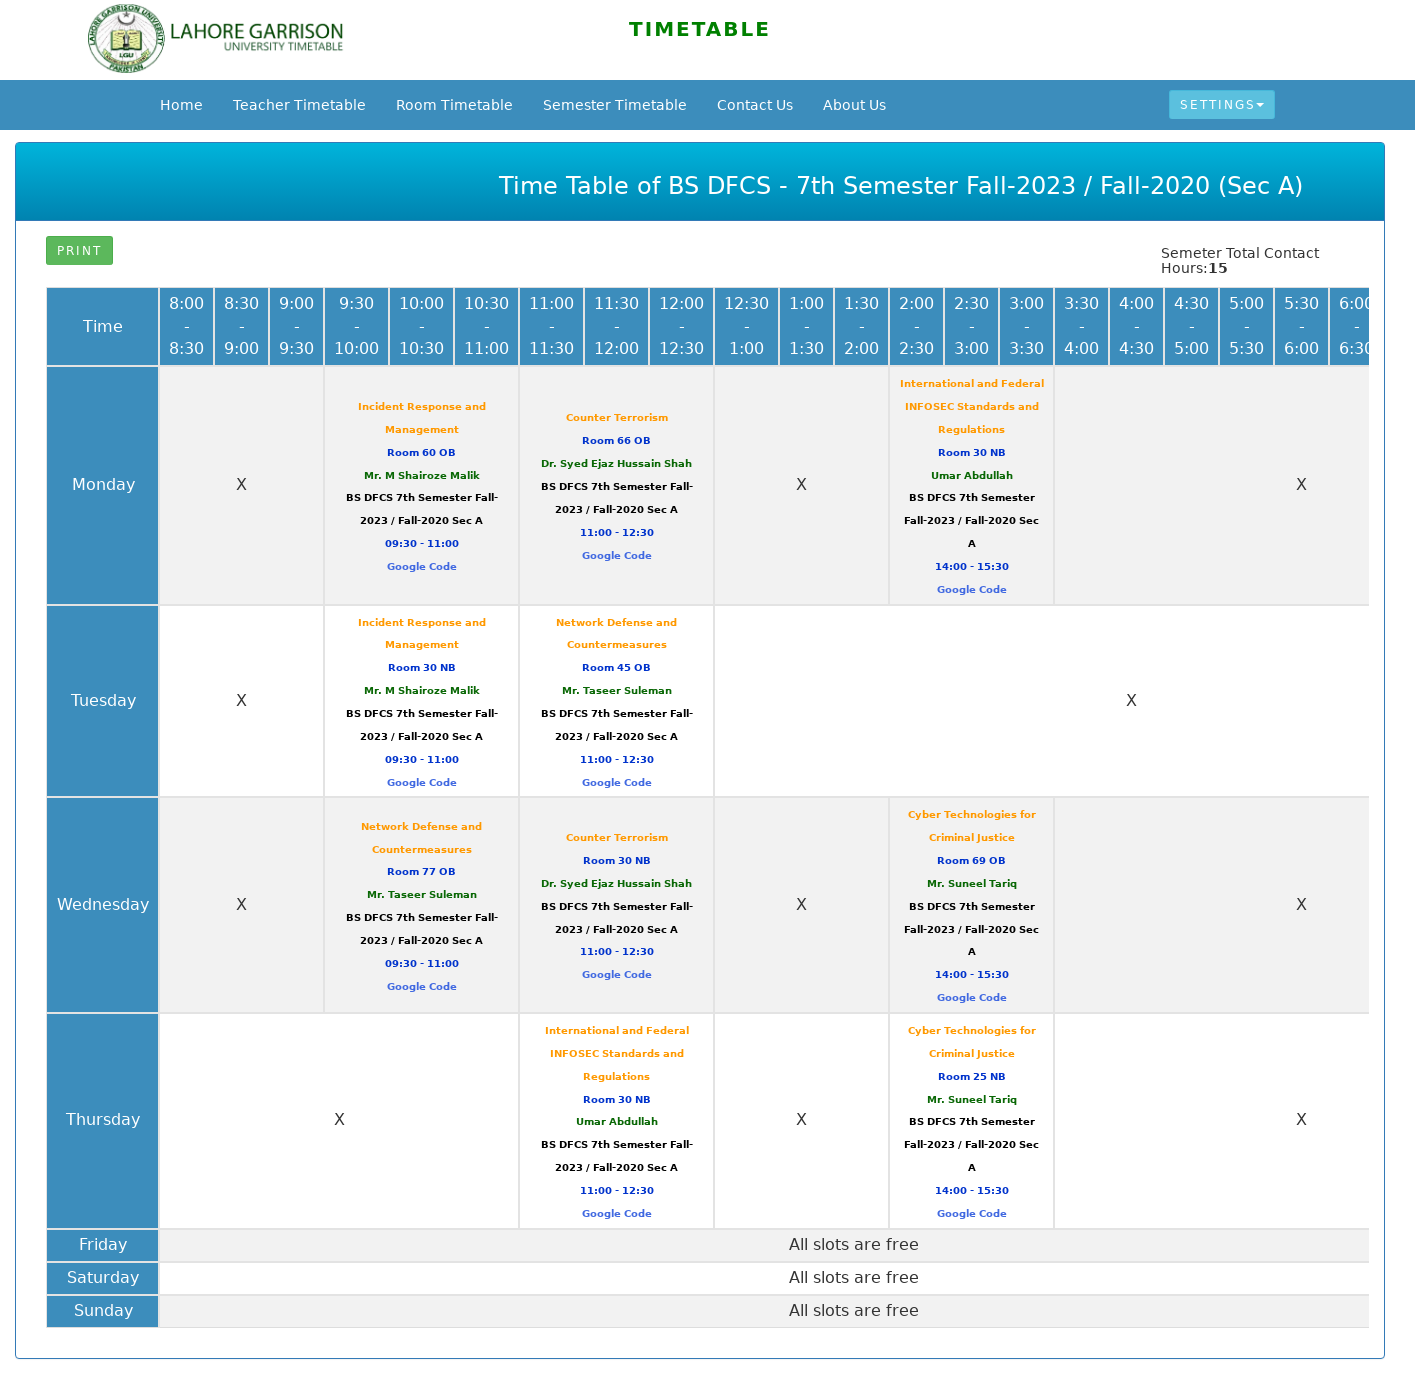 LAHORE GARRISON
UNIVERSITY TIMETABLE
LGU
PAKISTAN
TIMETABLE
Home Teacher Timetable Room Timetable Semester Timetable Contact Us About Us SETTINGS
Time Table of BS DFCS - 7th Semester Fall-2023 / Fall-2020 (Sec A)
PRINT
Semeter Total Contact
Hours:15
Time
8:00 - 8:30
8:30 - 9:00
9:00 - 9:30
9:30 - 10:00
10:00 - 10:30
10:30 - 11:00
11:00 - 11:30
11:30 - 12:00
12:00 - 12:30
12:30 - 1:00
1:00 - 1:30
1:30 - 2:00
2:00 - 2:30
2:30 - 3:00
3:00 - 3:30
3:30 - 4:00
4:00 - 4:30
4:30 - 5:00
5:00 - 5:30
5:30 - 6:00
6:00 - 6:30
Monday
X
Incident Response and
Management
Room 60 OB
Mr. M Shairoze Malik
BS DFCS 7th Semester Fall-
2023 / Fall-2020 Sec A
09:30 - 11:00
Google Code
Counter Terrorism
Room 66 OB
Dr. Syed Ejaz Hussain Shah
BS DFCS 7th Semester Fall-
2023 / Fall-2020 Sec A
11:00 - 12:30
Google Code
X
International and Federal
INFOSEC Standards and
Regulations
Room 30 NB
Umar Abdullah
BS DFCS 7th Semester
Fall-2023 / Fall-2020 Sec
A
14:00 - 15:30
Google Code
X
Tuesday
X
Incident Response and
Management
Room 30 NB
Mr. M Shairoze Malik
BS DFCS 7th Semester Fall-
2023 / Fall-2020 Sec A
09:30 - 11:00
Google Code
Network Defense and
Countermeasures
Room 45 OB
Mr. Taseer Suleman
BS DFCS 7th Semester Fall-
2023 / Fall-2020 Sec A
11:00 - 12:30
Google Code
X
Wednesday
X
Network Defense and
Countermeasures
Room 77 OB
Mr. Taseer Suleman
BS DFCS 7th Semester Fall-
2023 / Fall-2020 Sec A
09:30 - 11:00
Google Code
Counter Terrorism
Room 30 NB
Dr. Syed Ejaz Hussain Shah
BS DFCS 7th Semester Fall-
2023 / Fall-2020 Sec A
11:00 - 12:30
Google Code
X
Cyber Technologies for
Criminal Justice
Room 69 OB
Mr. Suneel Tariq
BS DFCS 7th Semester
Fall-2023 / Fall-2020 Sec
A
14:00 - 15:30
Google Code
X
Thursday
X
International and Federal
INFOSEC Standards and
Regulations
Room 30 NB
Umar Abdullah
BS DFCS 7th Semester Fall-
2023 / Fall-2020 Sec A
11:00 - 12:30
Google Code
X
Cyber Technologies for
Criminal Justice
Room 25 NB
Mr. Suneel Tariq
BS DFCS 7th Semester
Fall-2023 / Fall-2020 Sec
A
14:00 - 15:30
Google Code
X
Friday
All slots are free
Saturday
All slots are free
Sunday
All slots are free